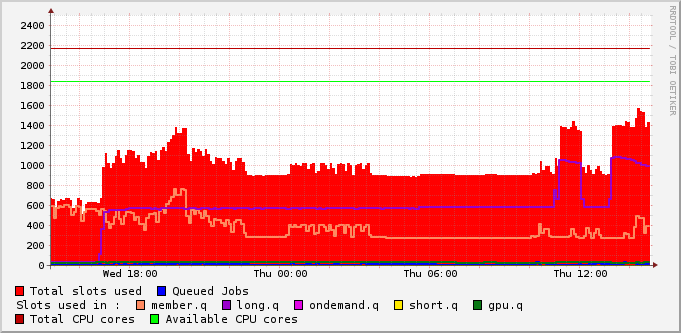 RRDTOOL / TOBI OETIKER
2400
2200
2000
1800
1600
1400
1200
1000
800
600
400
200
0
Wed 18:00 Thu 00:00 Thu 06:00 Thu 12:00
Total slots used Queued Jobs
Slots used in : member.q long.q ondemand.q short.q gpu.q
Total CPU cores Available CPU cores